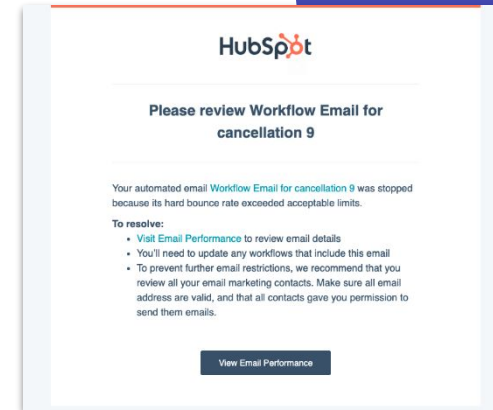 HubSpot
Please review Workflow Email for
cancellation 9
Your automated email Workflow Email for cancellation 9 was stopped
because its hard bounce rate exceeded acceptable limits.
To resolve:
• Visit Email Performance to review email details
• You'll need to update any workflows that include this email
• To prevent further email restrictions, we recommend that you
review all your email marketing contacts. Make sure all email
address are valid, and that all contacts gave you permission to
send them emails.
View Email Performance